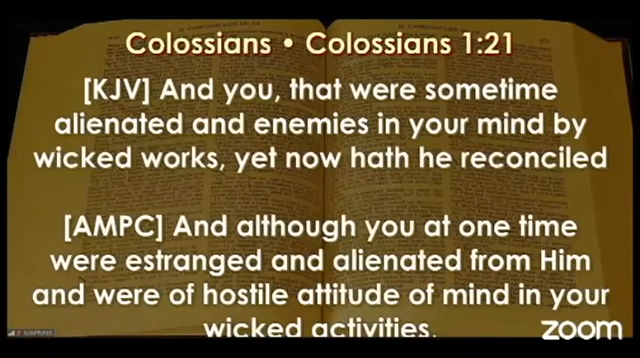 Colossians • Colossians 1:21
[KJV] And you, that were sometime
alienated and enemies in your mind by
wicked works, yet now hath he reconciled
[AMPC] And although you at one time
were estranged and alienated from Him
and were of hostile attitude of mind in your
wicked activities.
zoom